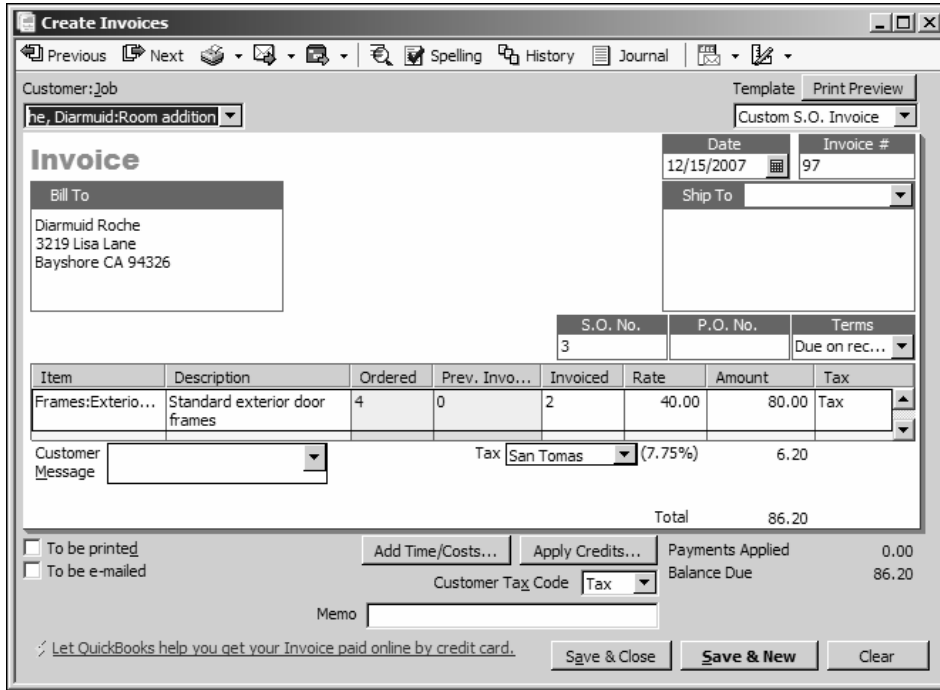 Create Invoices
Previous Next Spelling History Journal
Customer:Job
Template Print Preview
he, Diarmuid:Room addition
Custom S.O. Invoice
Invoice
Date Invoice #
12/15/2007 97
Bill To
Ship To
Diarmuid Roche
3219 Lisa Lane
Bayshore CA 94326
S.O. No. P.O. No. Terms
3 Due on rec...
Item Description Ordered Prev. Invo... Invoiced Rate Amount Tax
Frames:Exterio... Standard exterior door 4 0 2 40.00 80.00 Tax
frames
Customer
Message
Tax San Tomas (7.75%) 6.20
Total 86.20
To be printed
To be e-mailed
Add Time/Costs... Apply Credits...
Payments Applied 0.00
Customer Tax Code Tax
Balance Due 86.20
Memo
Let QuickBooks help you get your Invoice paid online by credit card.
Save & Close Save & New Clear